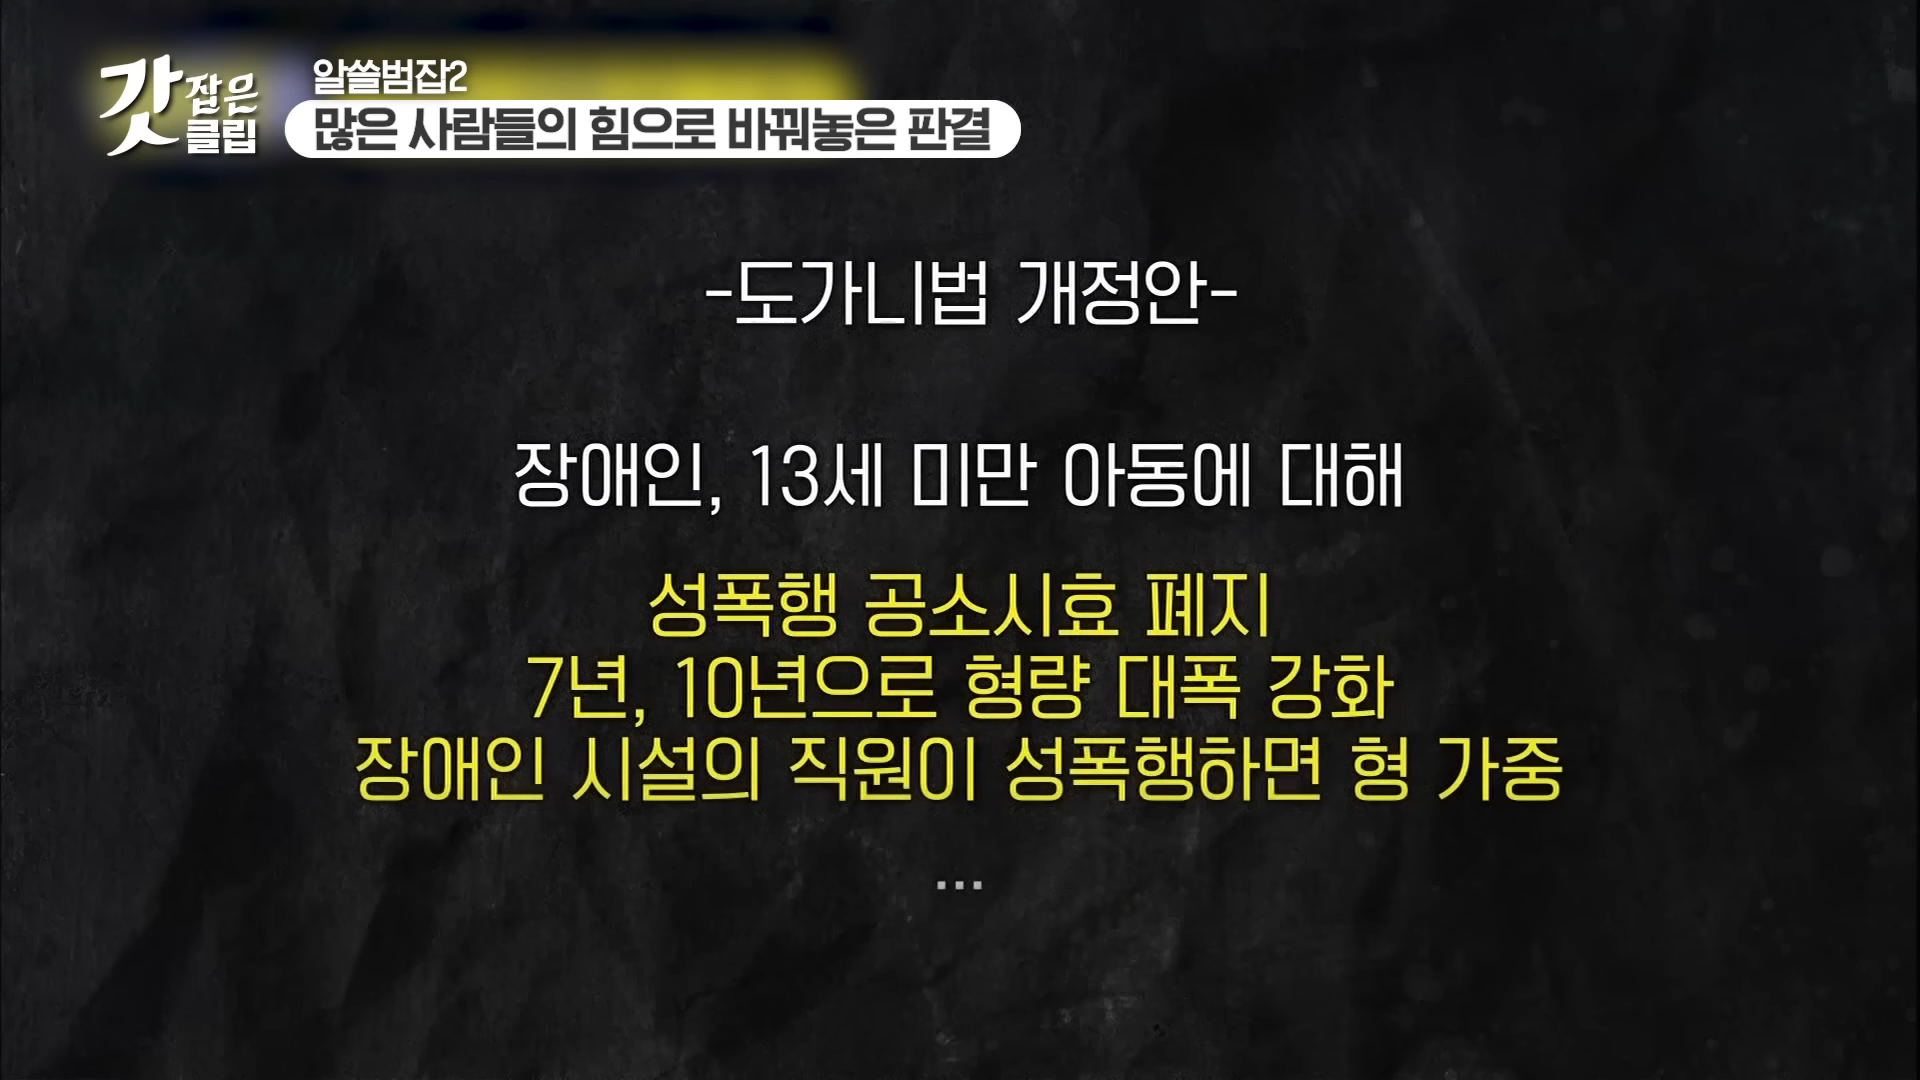 갓잡은클립
알쓸범잡2
많은 사람들의 힘으로 바꿔놓은 판결
-도가니법 개정안-
장애인, 13세 미만 아동에 대해
성폭행 공소시효 폐지
7년, 10년으로 형량 대폭 강화
장애인 시설의 직원이 성폭행하면 형 가중
...